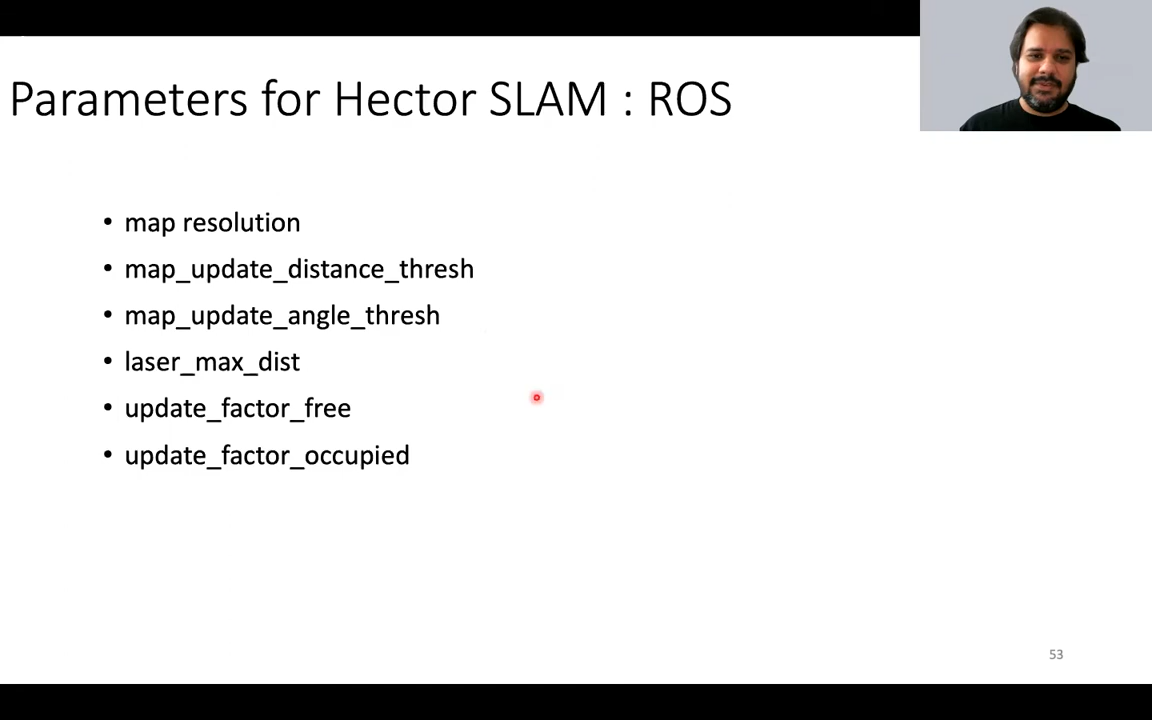 Parameters for Hector SLAM : ROS
• map resolution
• map_update_distance_thresh
• map_update_angle_thresh
• laser_max_dist
• update_factor_free
• update_factor_occupied
53